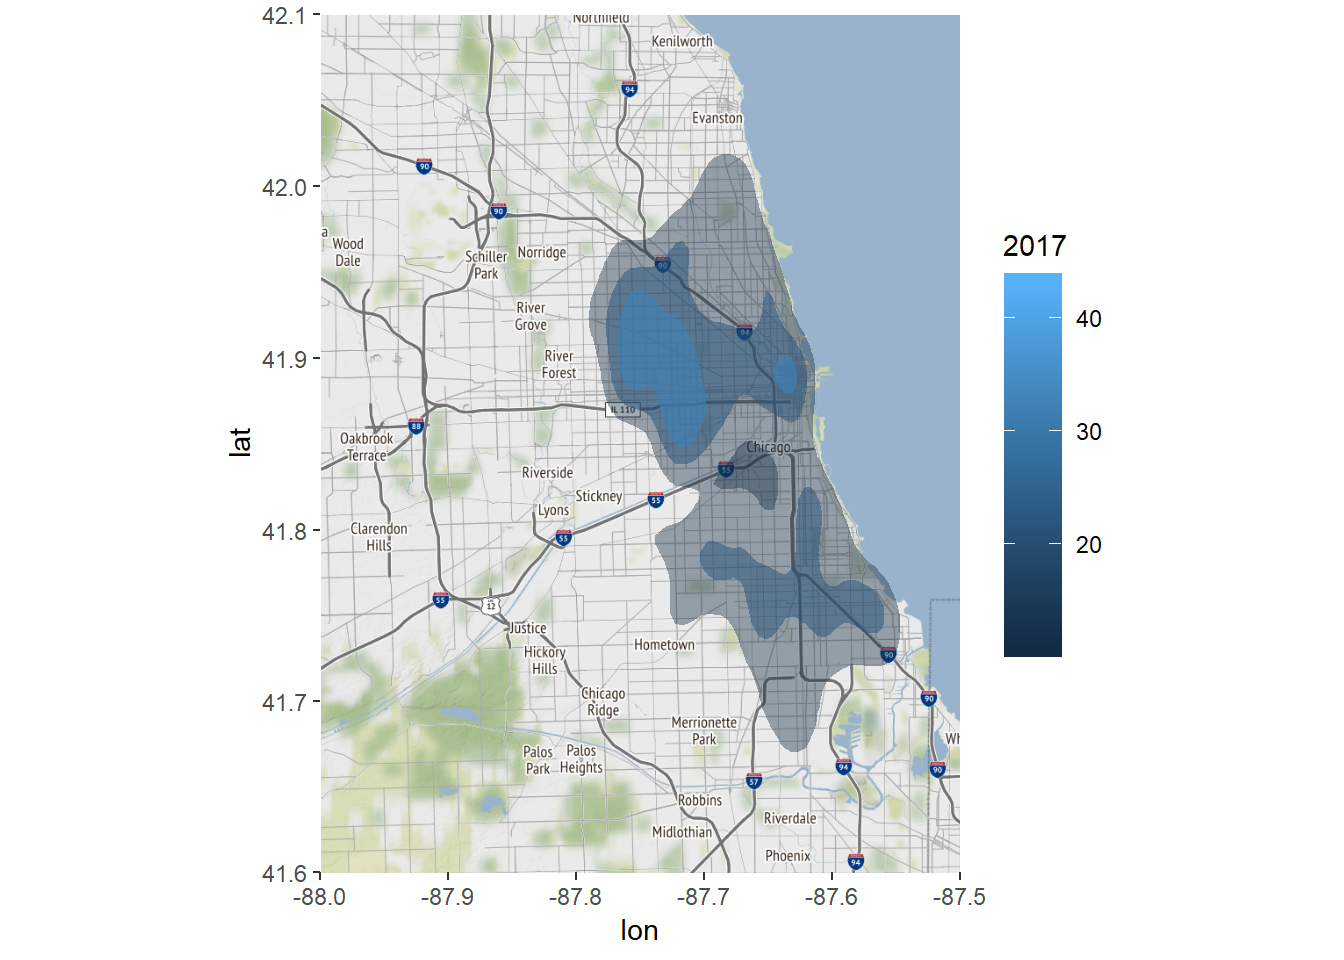 42.1
42.0
41.9
41.8
41.7
41.6
lat
-88.0
-87.9
-87.8
-87.7
-87.6
-87.5
lon
Northfield
Kenilworth
94
Evanston
90
90
a
Wood
Dale
Schiller
Park
Norridge
90
River
Grove
94
River
Forest
IL 110
88
Oakbrook
Terrace
Chicago
Riverside
55
Stickney
55
Lyons
Clarendon
Hills
55
55
12
Justice
Hometown
Hickory
Hills
90
Chicago
Ridge
90
Merrionette
Park
Wh
Palos
Park
Palos
Heights
94
90
57
Robbins
Riverdale
Midlothian
Phoenix
94
2017
40
30
20